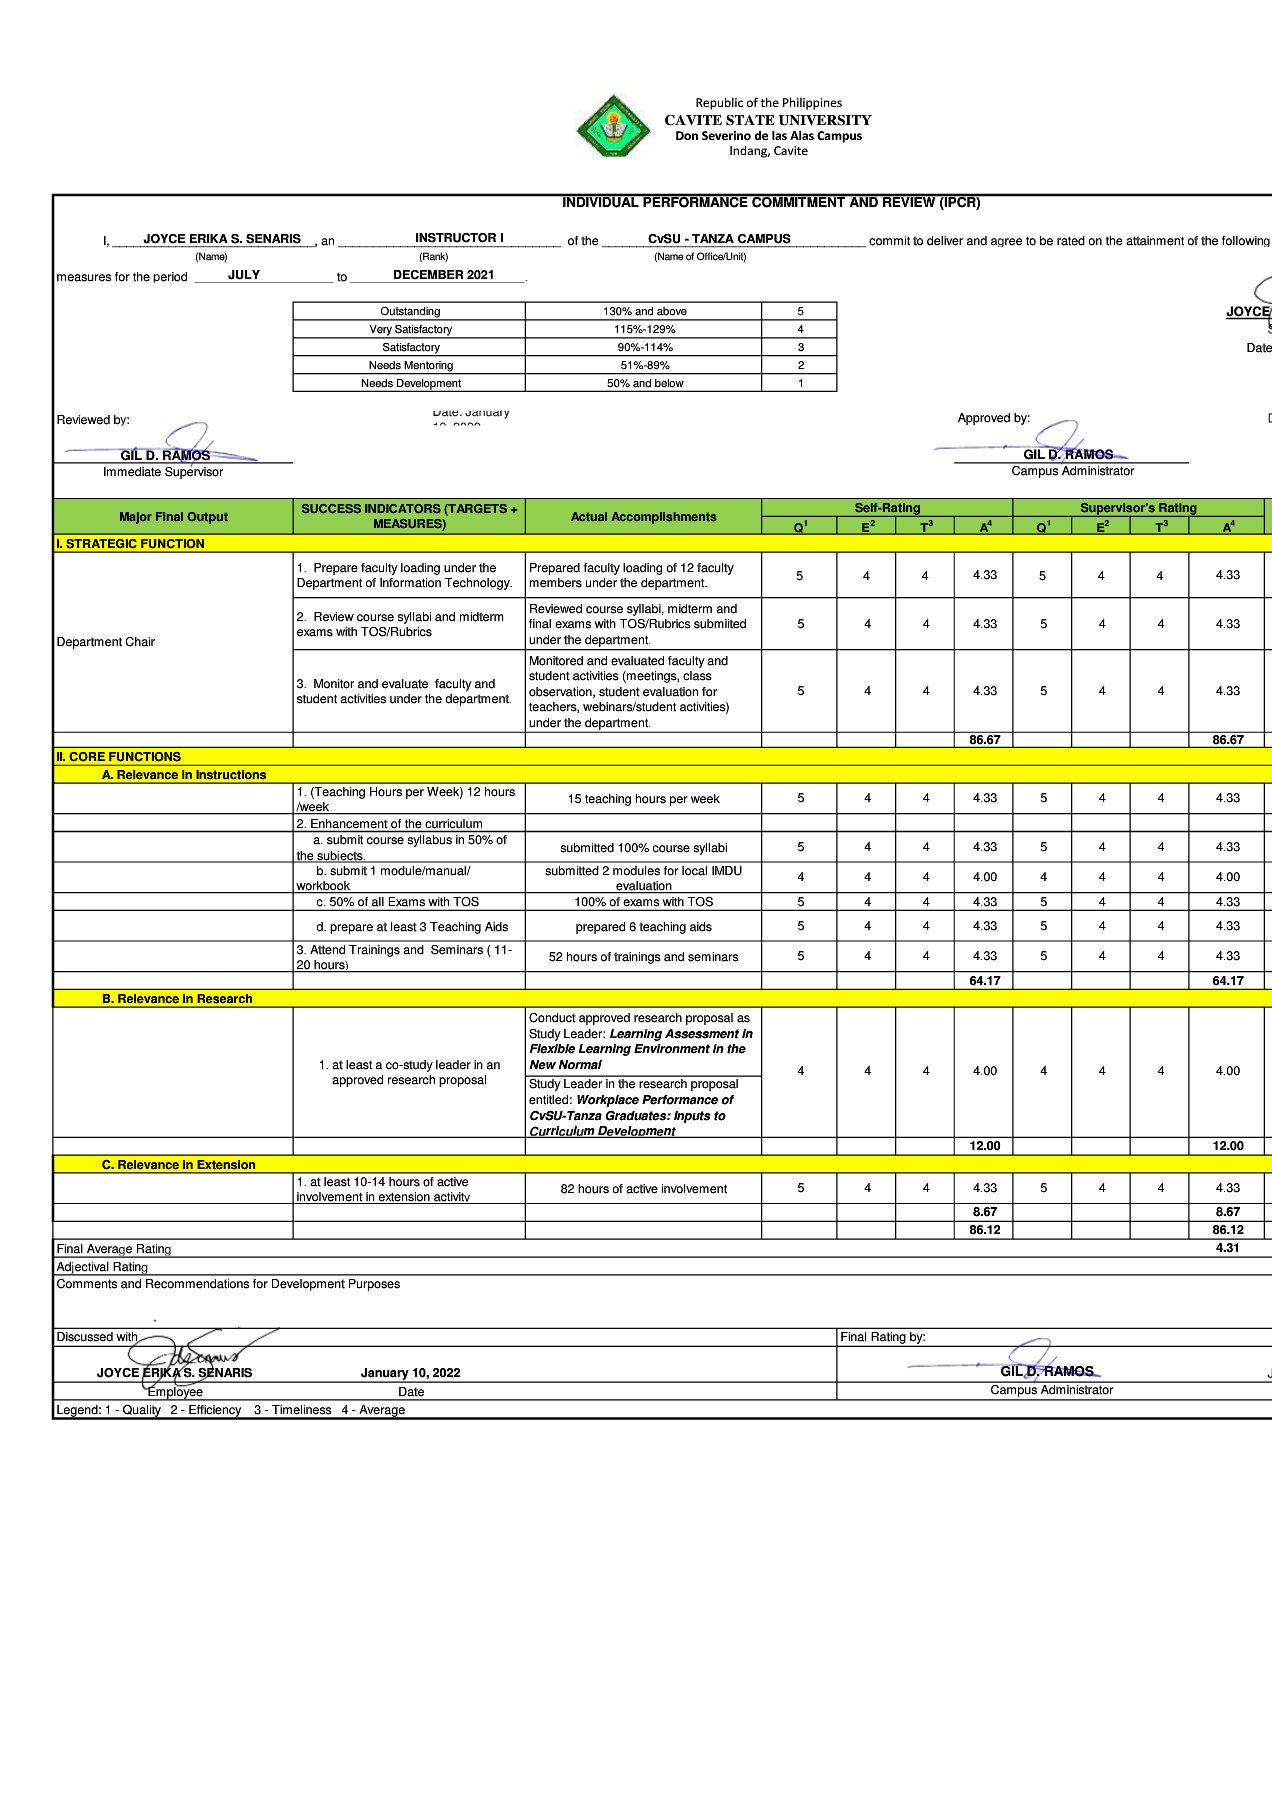 Republic of the Philippines
CAVITE STATE UNIVERSITY
Don Severino de las Alas Campus
Indang, Cavite
INDIVIDUAL PERFORMANCE COMMITMENT AND REVIEW (IPCR)
I, JOYCE ERIKA S. SENARIS, an INSTRUCTOR I of the CvSU - TANZA CAMPUS commit to deliver and agree to be rated on the attainment of the following
(Name) (Rank) (Name of Office/Unit)
measures for the period JULY to DECEMBER 2021.
Outstanding 130% and above 5
Very Satisfactory 115%-129% 4
Satisfactory 90%-114% 3
Needs Mentoring 51%-89% 2
Needs Development 50% and below 1
JOYCE
Date
Reviewed by: Date: January Approved by:
GIL D. RAMOS GIL D. RAMOS
Immediate Supervisor Campus Administrator
Major Final Output SUCCESS INDICATORS (TARGETS + MEASURES) Actual Accomplishments Self-Rating Supervisor's Rating
Q1 E2 T3 A4 Q1 E2 T3 A4
I. STRATEGIC FUNCTION
Department Chair
1. Prepare faculty loading under the Department of Information Technology. Prepared faculty loading of 12 faculty members under the department. 5 4 4 4.33 5 4 4 4.33
2. Review course syllabi and midterm exams with TOS/Rubrics Reviewed course syllabi, midterm and final exams with TOS/Rubrics submiited under the department. 5 4 4 4.33 5 4 4 4.33
3. Monitor and evaluate faculty and student activities under the department. Monitored and evaluated faculty and student activities (meetings, class observation, student evaluation for teachers, webinars/student activities) under the department. 5 4 4 4.33 5 4 4 4.33
86.67 86.67
II. CORE FUNCTIONS
A. Relevance in Instructions
1. (Teaching Hours per Week) 12 hours /week 15 teaching hours per week 5 4 4 4.33 5 4 4 4.33
2. Enhancement of the curriculum
a. submit course syllabus in 50% of the subjects. submitted 100% course syllabi 5 4 4 4.33 5 4 4 4.33
b. submit 1 module/manual/ workbook submitted 2 modules for local IMDU evaluation 4 4 4 4.00 4 4 4 4.00
c. 50% of all Exams with TOS 100% of exams with TOS 5 4 4 4.33 5 4 4 4.33
d. prepare at least 3 Teaching Aids prepared 6 teaching aids 5 4 4 4.33 5 4 4 4.33
3. Attend Trainings and Seminars ( 11-20 hours) 52 hours of trainings and seminars 5 4 4 4.33 5 4 4 4.33
64.17 64.17
B. Relevance in Research
1. at least a co-study leader in an approved research proposal Conduct approved research proposal as Study Leader: Learning Assessment in Flexible Learning Environment in the New Normal 4 4 4 4.00 4 4 4 4.00
Study Leader in the research proposal entitled: Workplace Performance of CvSU-Tanza Graduates: Inputs to Curriculum Development
12.00 12.00
C. Relevance in Extension
1. at least 10-14 hours of active involvement in extension activity 82 hours of active involvement 5 4 4 4.33 5 4 4 4.33
8.67 8.67
86.12 86.12
Final Average Rating 4.31
Adjectival Rating
Comments and Recommendations for Development Purposes
Discussed with Final Rating by:
JOYCE ERIKA S. SENARIS January 10, 2022 GIL D. RAMOS
Employee Date Campus Administrator
Legend: 1 - Quality 2 - Efficiency 3 - Timeliness 4 - Average